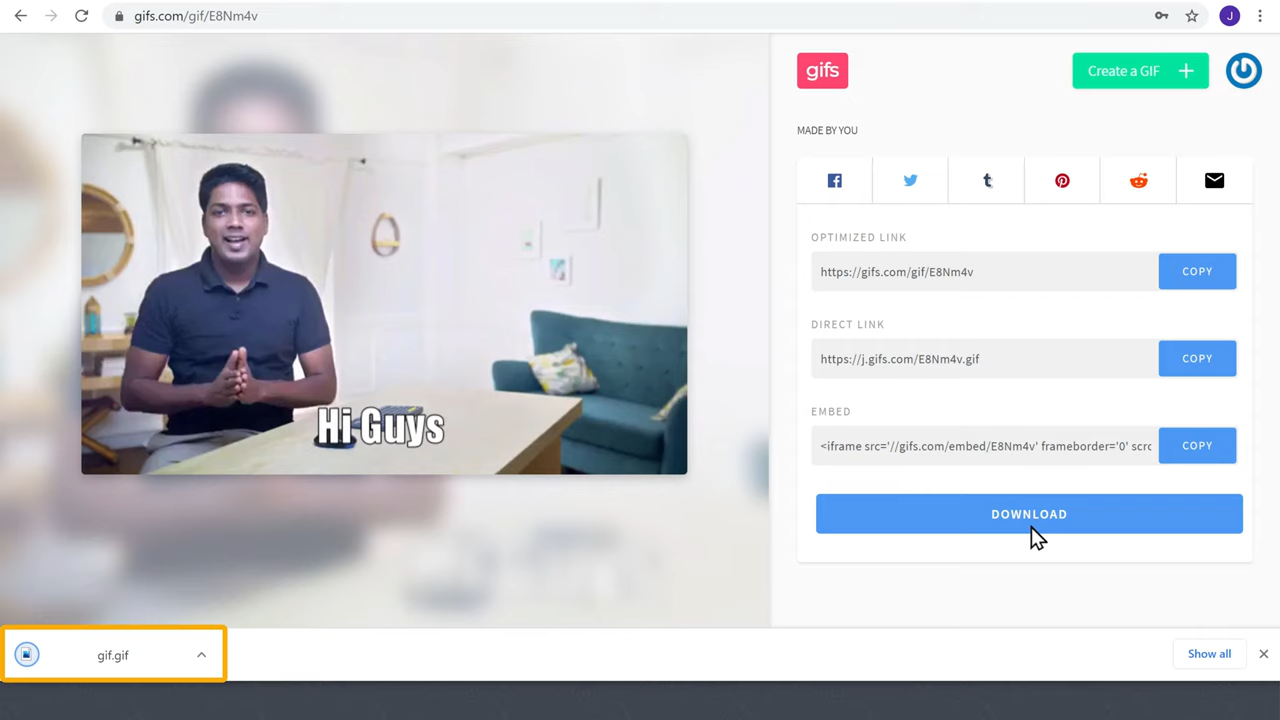 gifs.com/gif/E8Nm4v
J
gifs
Create a GIF +
MADE BY YOU
OPTIMIZED LINK
https://gifs.com/gif/E8Nm4v
COPY
DIRECT LINK
https://j.gifs.com/E8Nm4v.gif
COPY
EMBED
<iframe src='//gifs.com/embed/E8Nm4v' frameborder='0' scrc
COPY
DOWNLOAD
Hi Guys
gif.gif
Show all